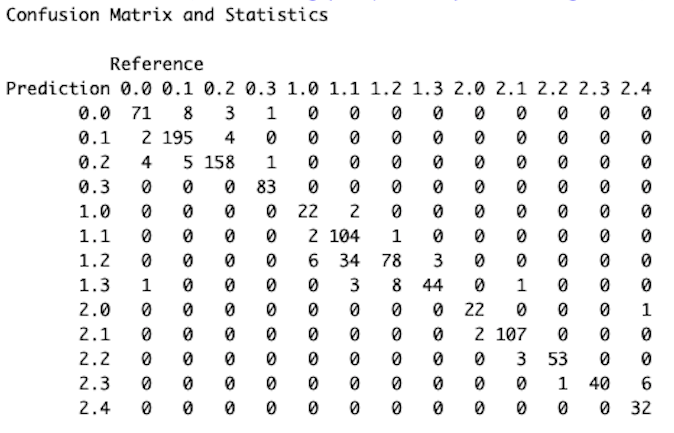 Confusion Matrix and Statistics
Reference
Prediction 0.0 0.1 0.2 0.3 1.0 1.1 1.2 1.3 2.0 2.1 2.2 2.3 2.4
0.0 71 8 3 1 0 0 0 0 0 0 0 0 0
0.1 2 195 4 0 0 0 0 0 0 0 0 0 0
0.2 4 5 158 1 0 0 0 0 0 0 0 0 0
0.3 0 0 0 83 0 0 0 0 0 0 0 0 0
1.0 0 0 0 0 22 2 0 0 0 0 0 0 0
1.1 0 0 0 0 2 104 1 0 0 0 0 0 0
1.2 0 0 0 0 6 34 78 3 0 0 0 0 0
1.3 1 0 0 0 0 3 8 44 0 1 0 0 0
2.0 0 0 0 0 0 0 0 0 22 0 0 0 1
2.1 0 0 0 0 0 0 0 0 2 107 0 0 0
2.2 0 0 0 0 0 0 0 0 0 3 53 0 0
2.3 0 0 0 0 0 0 0 0 0 0 1 40 6
2.4 0 0 0 0 0 0 0 0 0 0 0 0 32